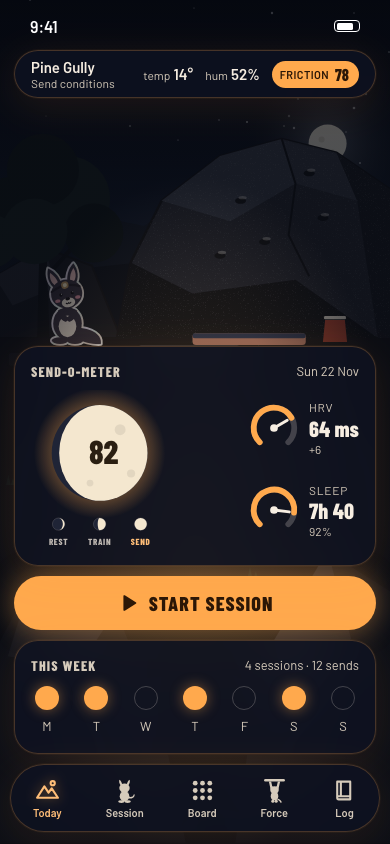 9:41
Pine Gully
Send conditions
temp 14° hum 52% FRICTION 78
SEND-O-METER
Sun 22 Nov
82
REST TRAIN SEND
HRV
64 ms
+6
SLEEP
7h 40
92%
START SESSION
THIS WEEK
4 sessions · 12 sends
M T W T F S S
Today Session Board Force Log